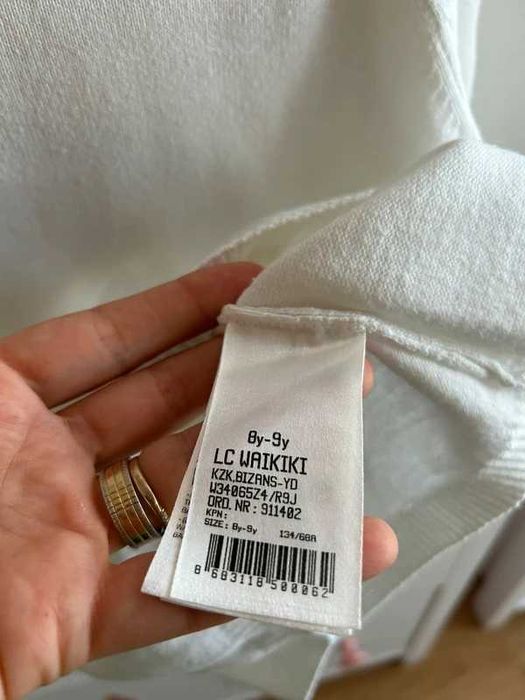 8y-9y
LC WAIKIKI
KZK.BIZANS-YD
W34065Z4/R9J
ORD. NR : 911402
KPN :
SIZE: 8y-9y 134/68A
8 683118 500062